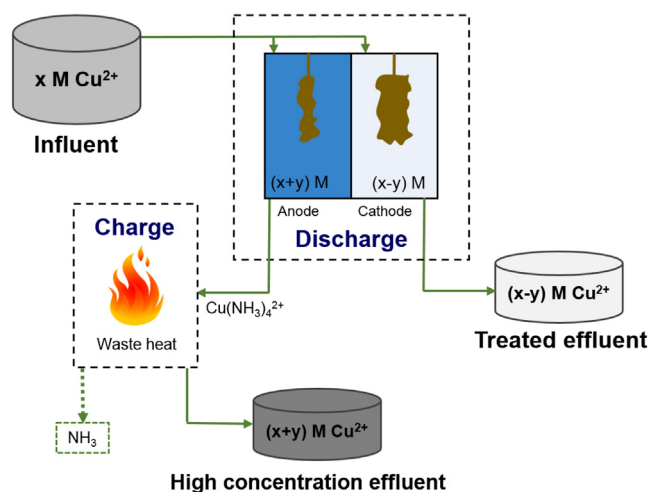 x M Cu²⁺
Influent
(x+y) M
(x-y) M
Anode
Cathode
Discharge
Charge
Waste heat
Cu(NH₃)₄²⁺
NH₃
(x-y) M Cu²⁺
Treated effluent
(x+y) M Cu²⁺
High concentration effluent